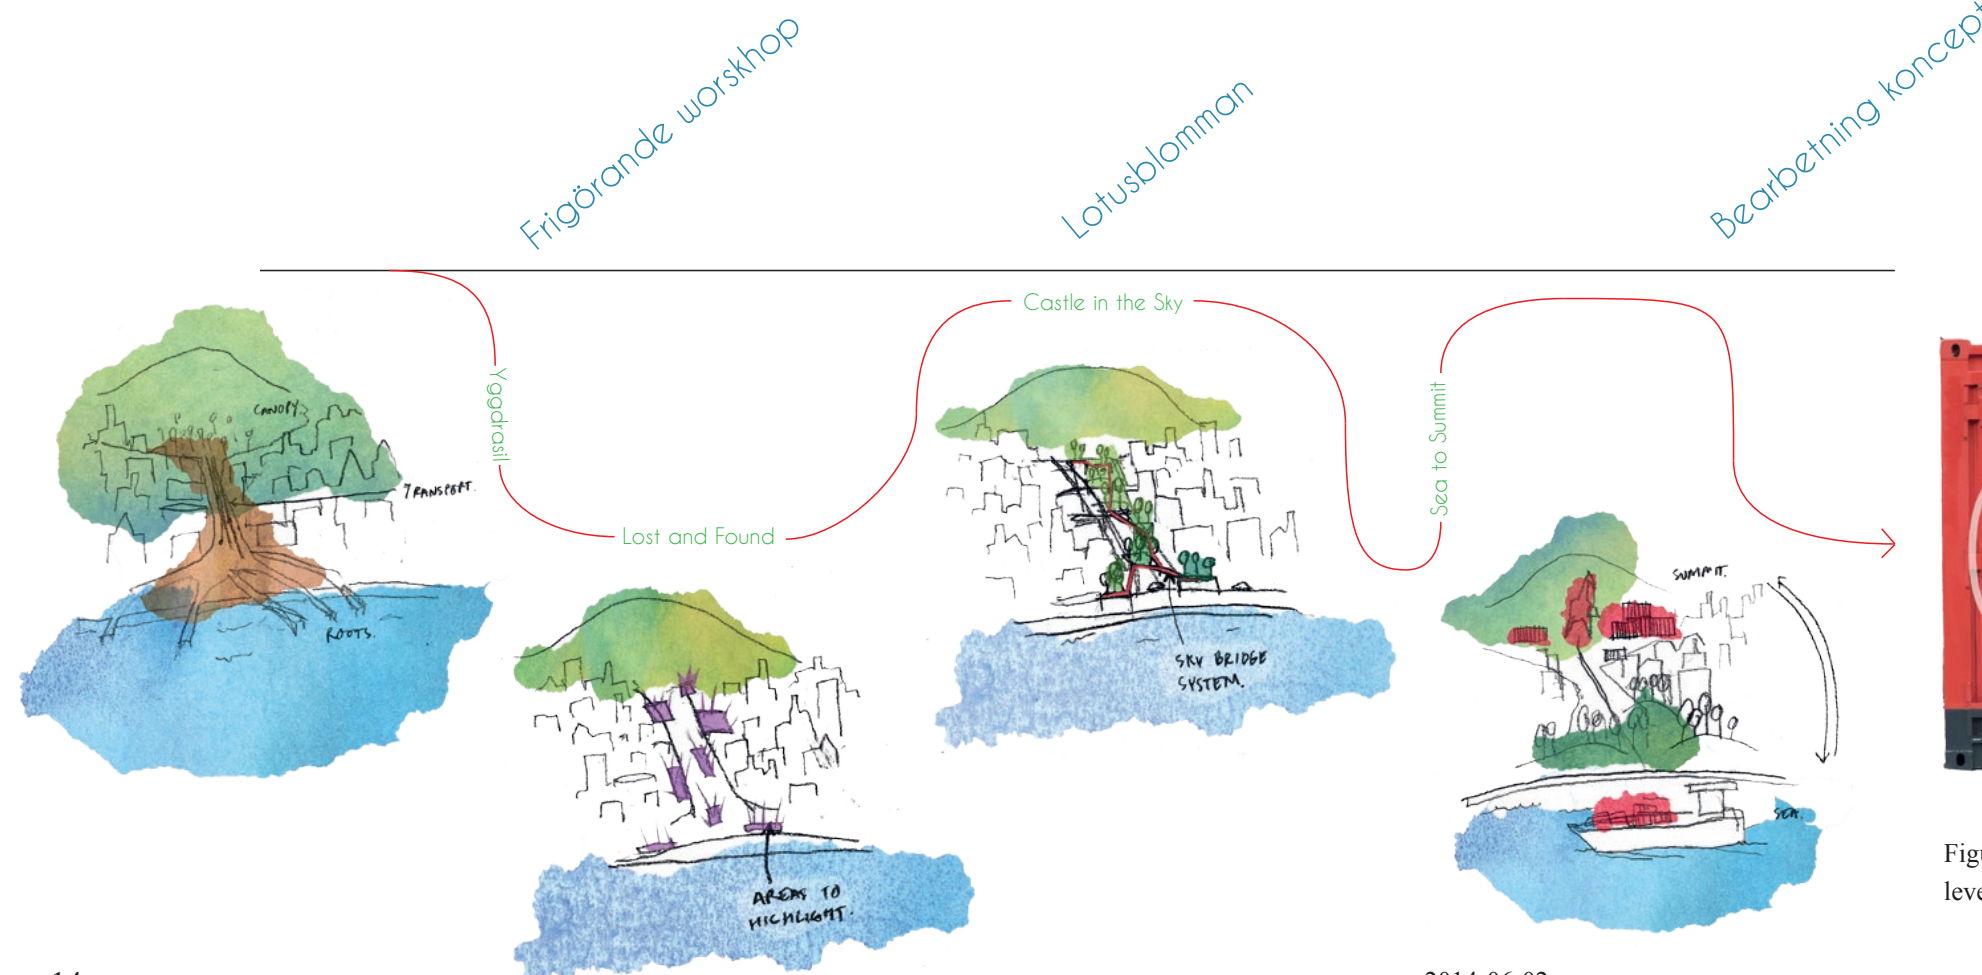 Frigörande worskhop
Lotusblomman
Bearbetning koncept
Castle in the Sky
Yggdrasil
Sea to Summit
Lost and Found
CANOPY
TRANSPORT.
ROOTS.
SKY BRIDGE
SYSTEM.
SUMMIT.
SEA.
AREAS TO
HIGHLIGHT.